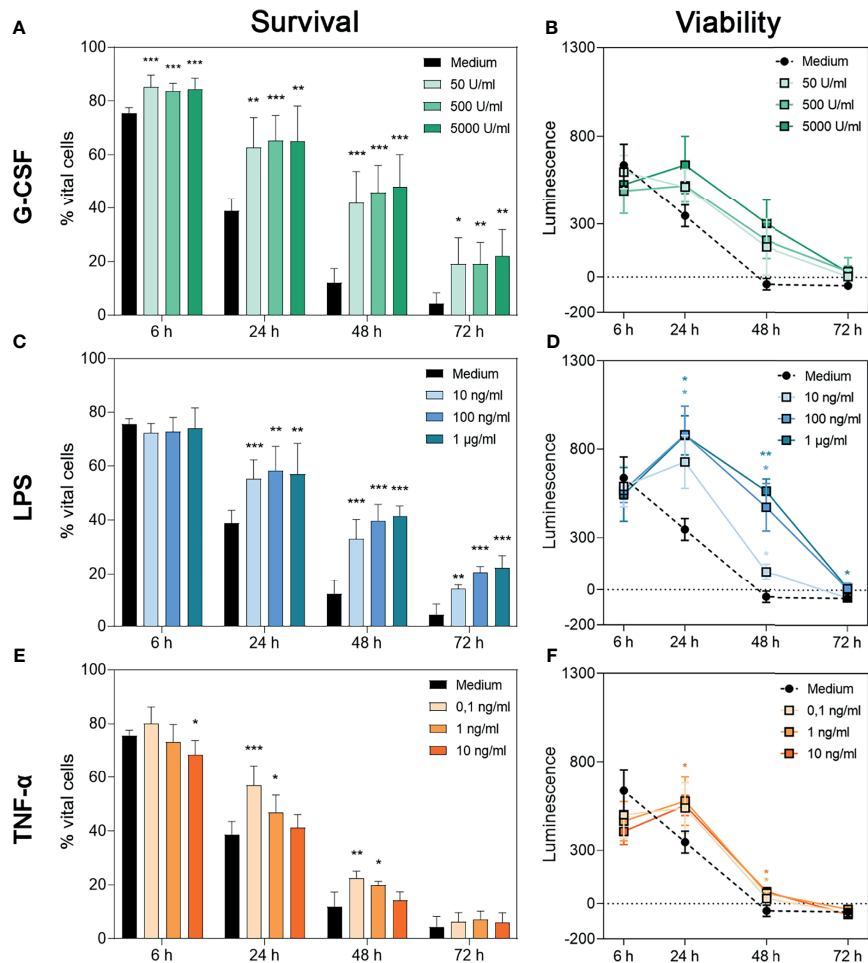 Survival
Viability
A
G-CSF
% vital cells
100
80
60
40
20
0
Medium
50 U/ml
500 U/ml
5000 U/ml
*** *** ***
** *** **
*** *** ***
* ** **
6 h 24 h 48 h 72 h
B
Luminescence
1300
800
300
0
-200
Medium
50 U/ml
500 U/ml
5000 U/ml
6 h 24 h 48 h 72 h
C
LPS
% vital cells
100
80
60
40
20
0
Medium
10 ng/ml
100 ng/ml
1 µg/ml
*** ** **
*** *** ***
** *** ***
6 h 24 h 48 h 72 h
D
Luminescence
1300
800
300
0
-200
Medium
10 ng/ml
100 ng/ml
1 µg/ml
*
*
**
*
*
*
6 h 24 h 48 h 72 h
E
TNF-α
% vital cells
100
80
60
40
20
0
Medium
0,1 ng/ml
1 ng/ml
10 ng/ml
*
*** *
** *
6 h 24 h 48 h 72 h
F
Luminescence
1300
800
300
0
-200
Medium
0,1 ng/ml
1 ng/ml
10 ng/ml
*
*
*
6 h 24 h 48 h 72 h